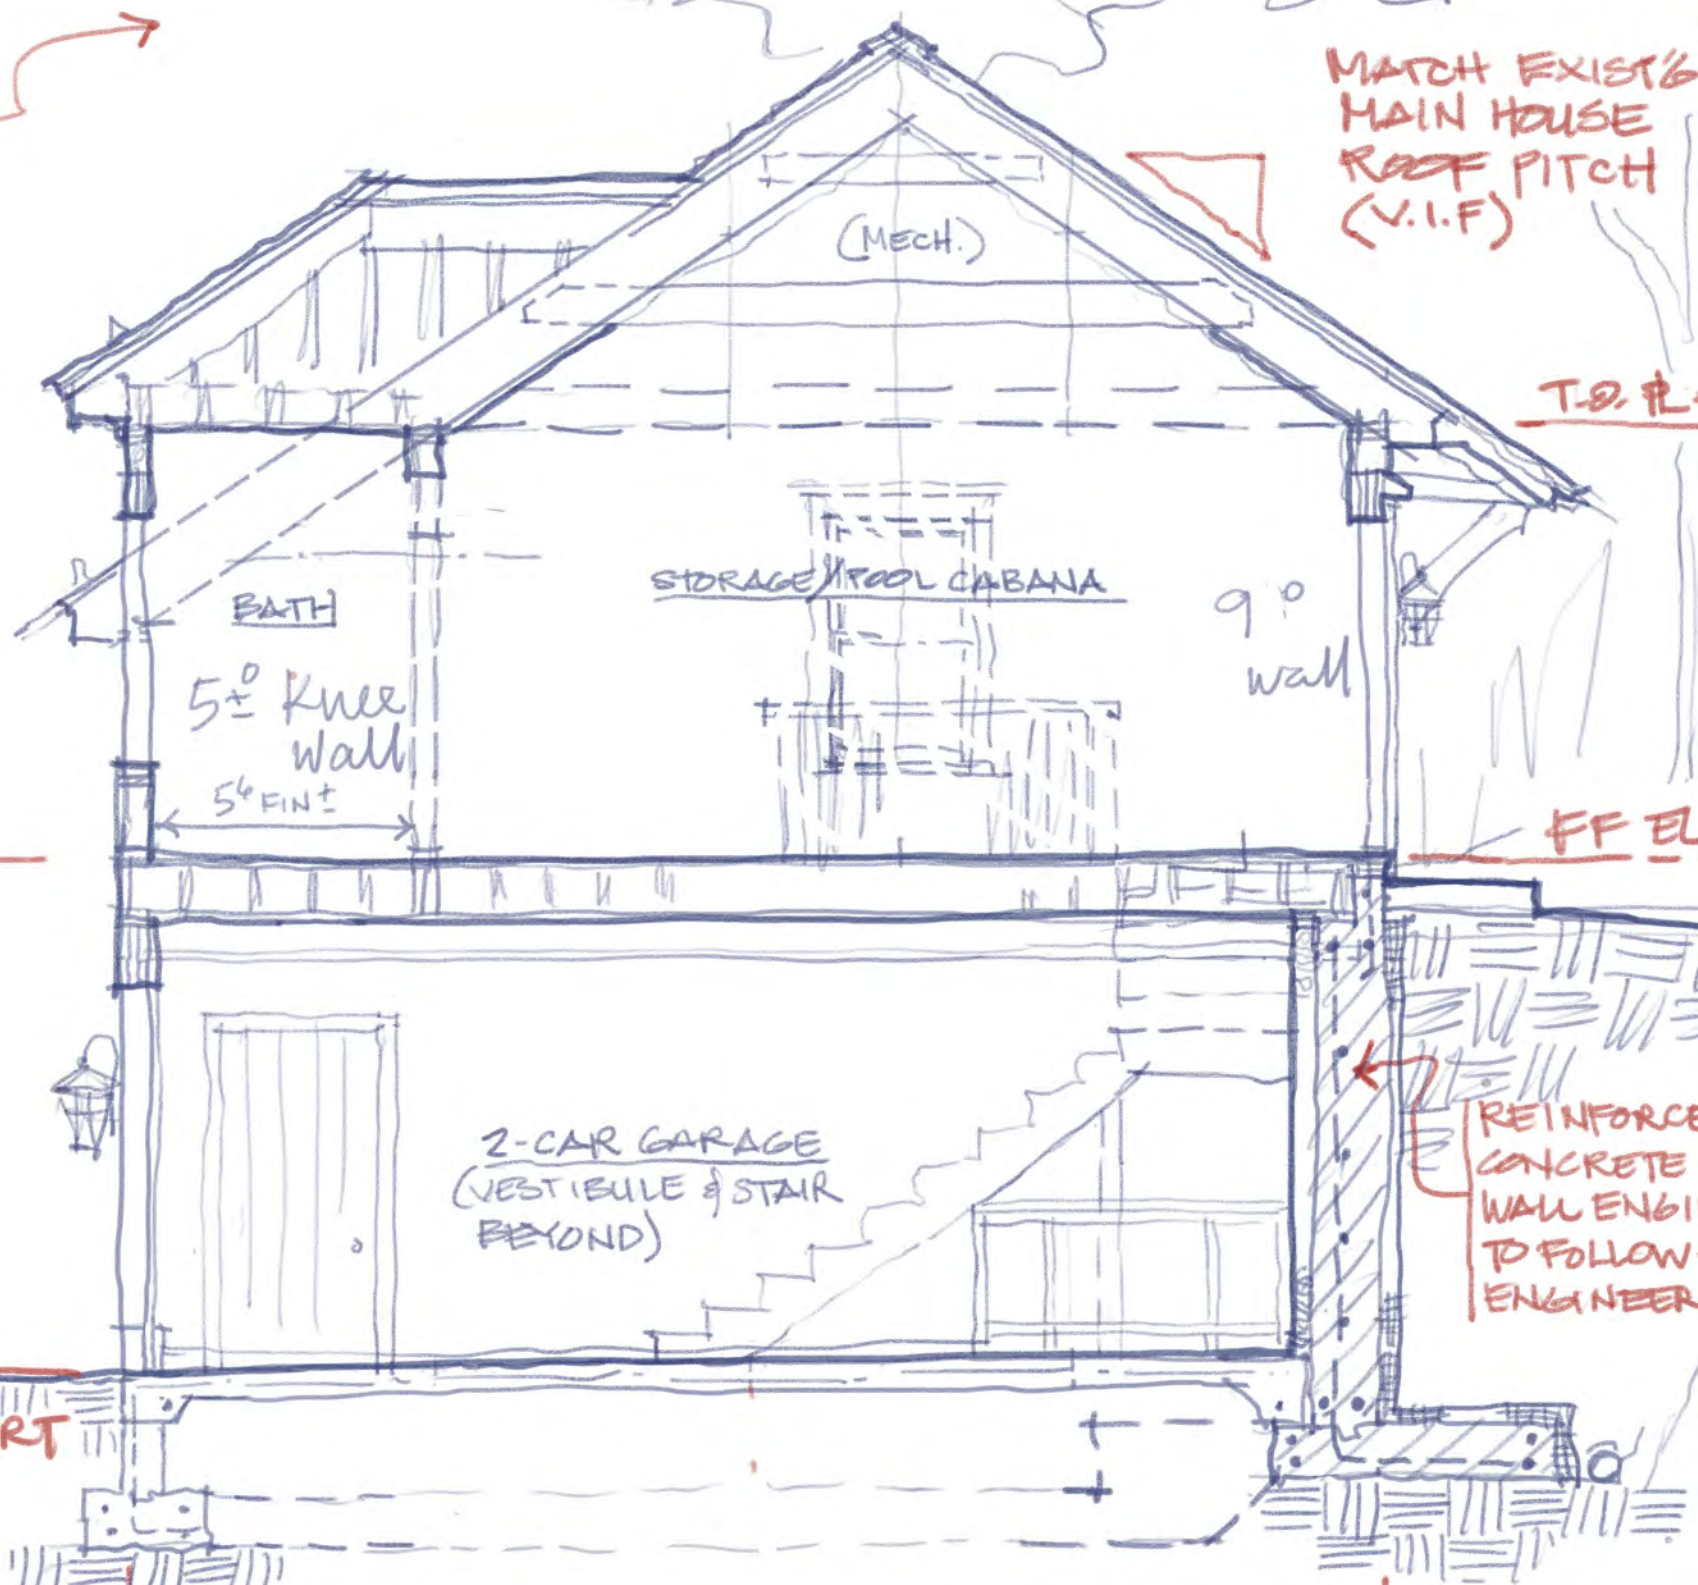 MATCH EXIST'G
MAIN HOUSE
ROOF PITCH
(V.I.F)
(MECH.)
T.O. PL.
STORAGE / POOL CABANA
BATH
5'0 ± Knee
Wall
5'6 FIN ±
9'0
wall
FF EL
2-CAR GARAGE
(VESTIBULE & STAIR
BEYOND)
REINFORCE
CONCRETE
WALL ENGI
TO FOLLOW
ENGINEER
RT